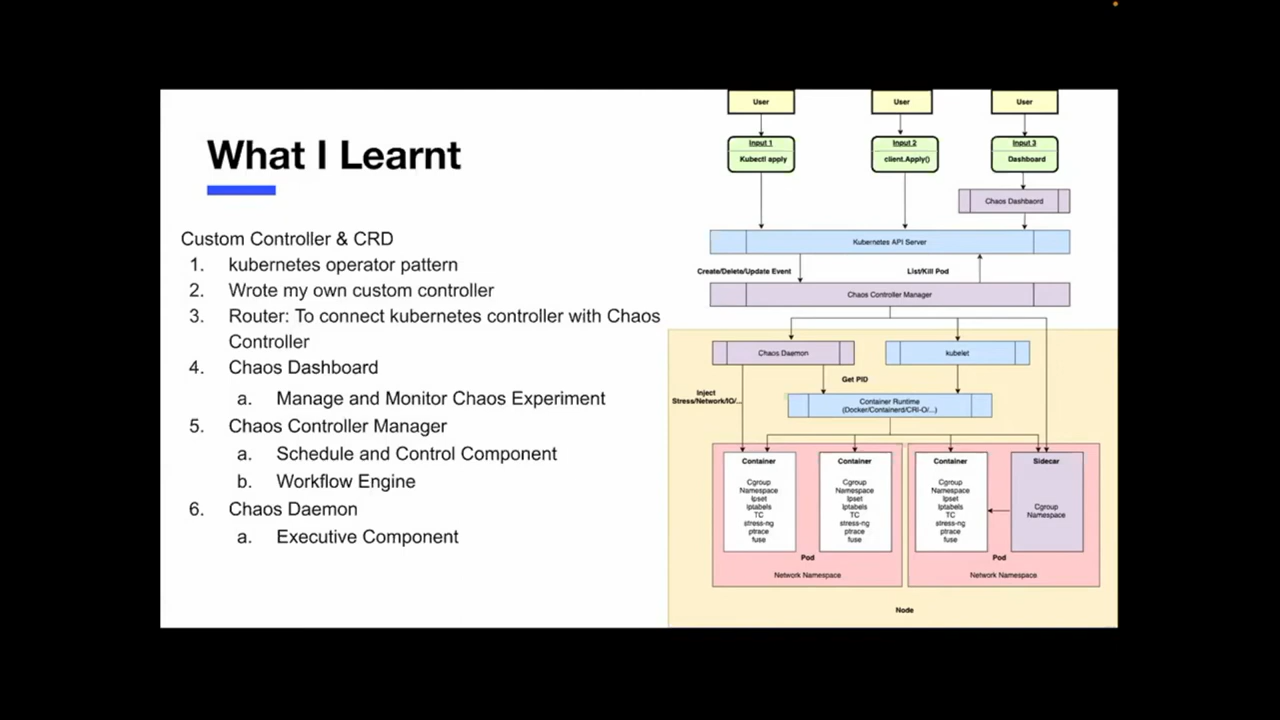 What I Learnt
Custom Controller & CRD
1. kubernetes operator pattern
2. Wrote my own custom controller
3. Router: To connect kubernetes controller with Chaos
Controller
4. Chaos Dashboard
a. Manage and Monitor Chaos Experiment
5. Chaos Controller Manager
a. Schedule and Control Component
b. Workflow Engine
6. Chaos Daemon
a. Executive Component
User
User
User
Input 1
Kubectl apply
Input 2
client.Apply()
Input 3
Dashboard
Chaos Dashbaord
Kubernetes API Server
Create/Delete/Update Event
List/Kill Pod
Chaos Controller Manager
Chaos Daemon
kubelet
Get PID
Inject
Stress/Network/IO/...
Container Runtime
(Docker/Containerd/CRI-O/...)
Container
Cgroup
Namespace
Ipset
Iptabels
TC
stress-ng
ptrace
fuse
Container
Cgroup
Namespace
Ipset
Iptabels
TC
stress-ng
ptrace
fuse
Pod
Network Namespace
Container
Cgroup
Namespace
Ipset
Iptabels
TC
stress-ng
ptrace
fuse
Sidecar
Cgroup
Namespace
Pod
Network Namespace
Node